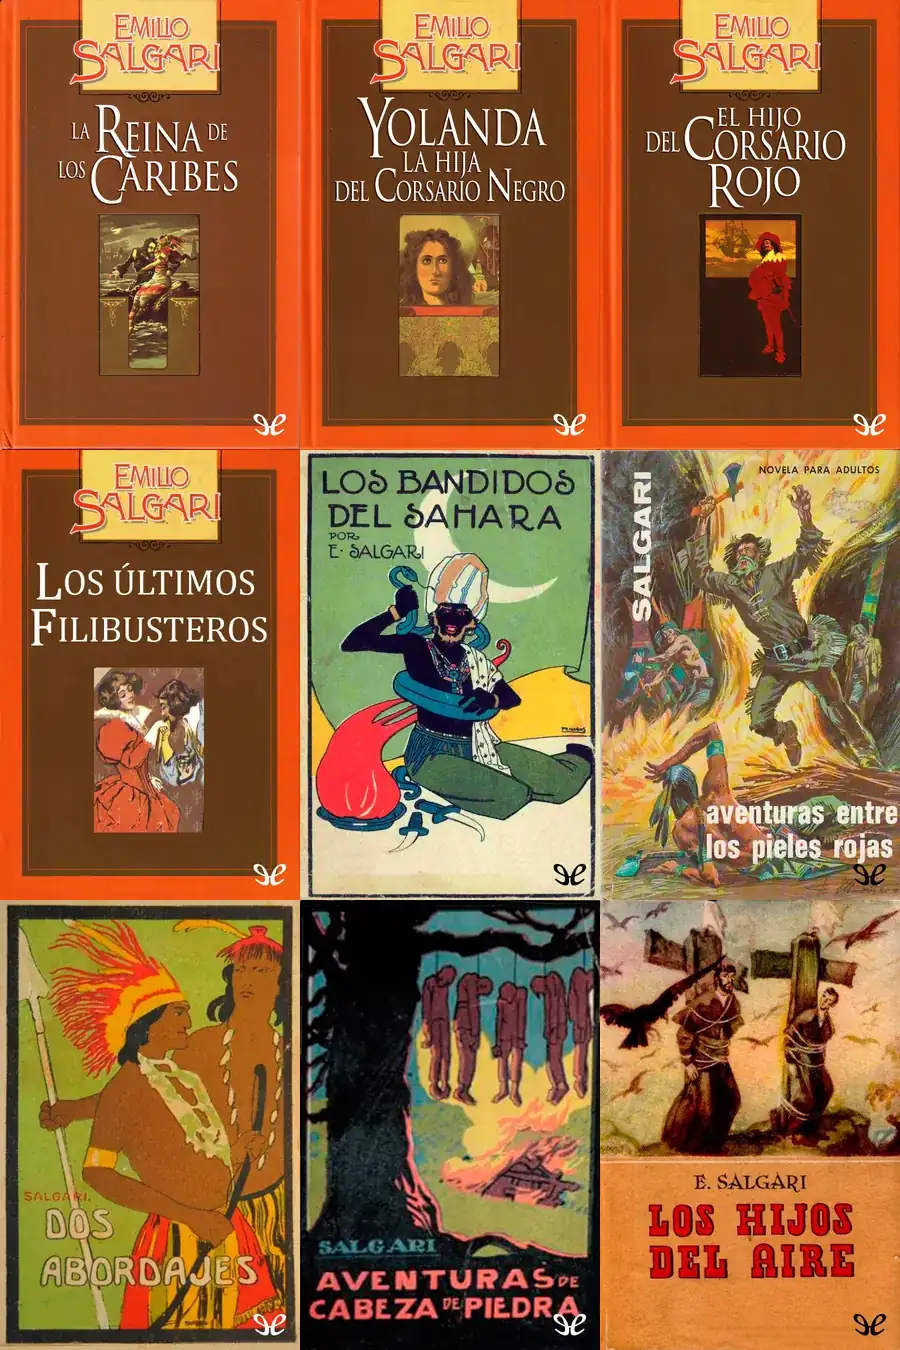 EMILIO
SALGARI
LA REINA DE
LOS CARIBES
EMILIO
SALGARI
YOLANDA
LA HIJA
DEL CORSARIO NEGRO
EMILIO
SALGARI
EL HIJO
DEL CORSARIO
ROJO
EMILIO
SALGARI
LOS ÚLTIMOS
FILIBUSTEROS
LOS BANDIDOS
DEL SAHARA
POR
E. SALGARI
NOVELA PARA ADULTOS
SALGARI
aventuras entre
los pieles rojas
SALGARI.
DOS
ABORDAJES
SALGARI
AVENTURAS DE
CABEZA DE PIEDRA
E. SALGARI
LOS HIJOS
DEL AIRE